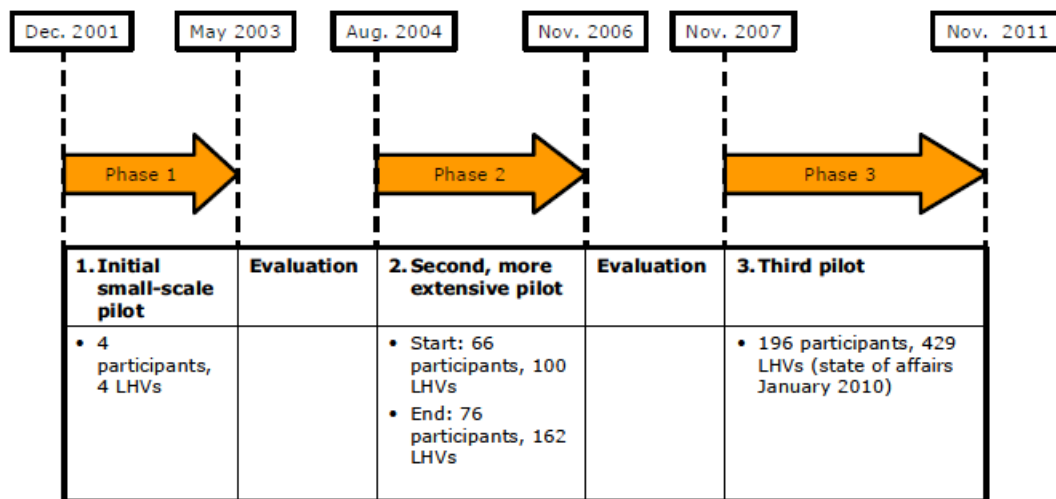 Dec. 2001
May 2003
Aug. 2004
Nov. 2006
Nov. 2007
Nov. 2011
Phase 1
Phase 2
Phase 3
1. Initial
small-scale
pilot
Evaluation
2. Second, more
extensive pilot
Evaluation
3. Third pilot
• 4
participants,
4 LHVs
• Start: 66
participants, 100
LHVs
• End: 76
participants, 162
LHVs
• 196 participants, 429
LHVs (state of affairs
January 2010)